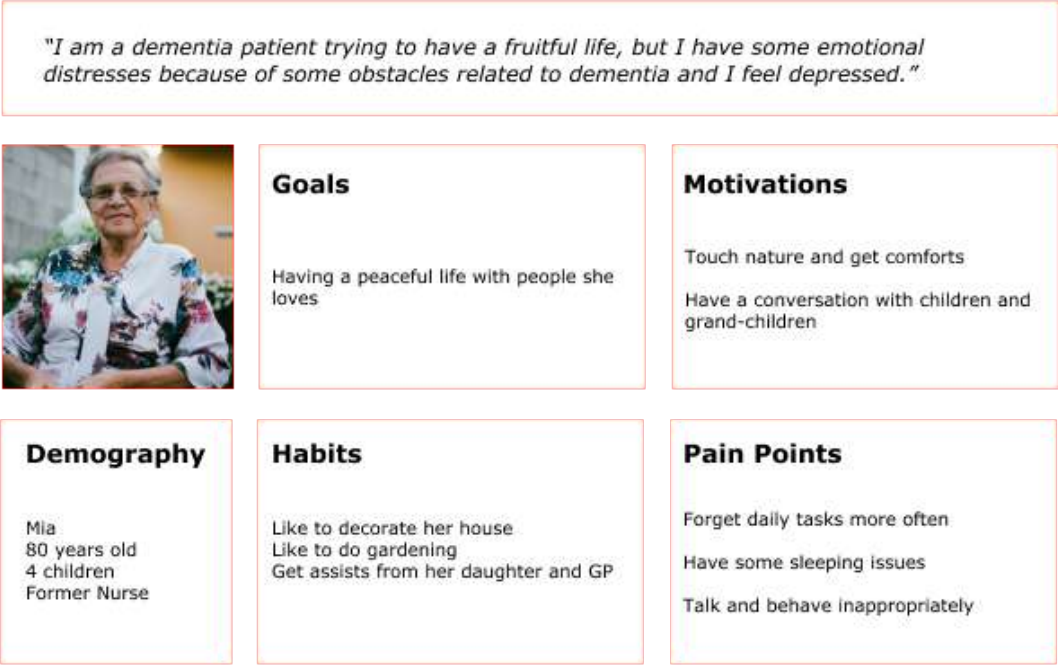 “I am a dementia patient trying to have a fruitful life, but I have some emotional
distresses because of some obstacles related to dementia and I feel depressed.”
Goals
Having a peaceful life with people she
loves
Motivations
Touch nature and get comforts
Have a conversation with children and
grand-children
Demography
Mia
80 years old
4 children
Former Nurse
Habits
Like to decorate her house
Like to do gardening
Get assists from her daughter and GP
Pain Points
Forget daily tasks more often
Have some sleeping issues
Talk and behave inappropriately